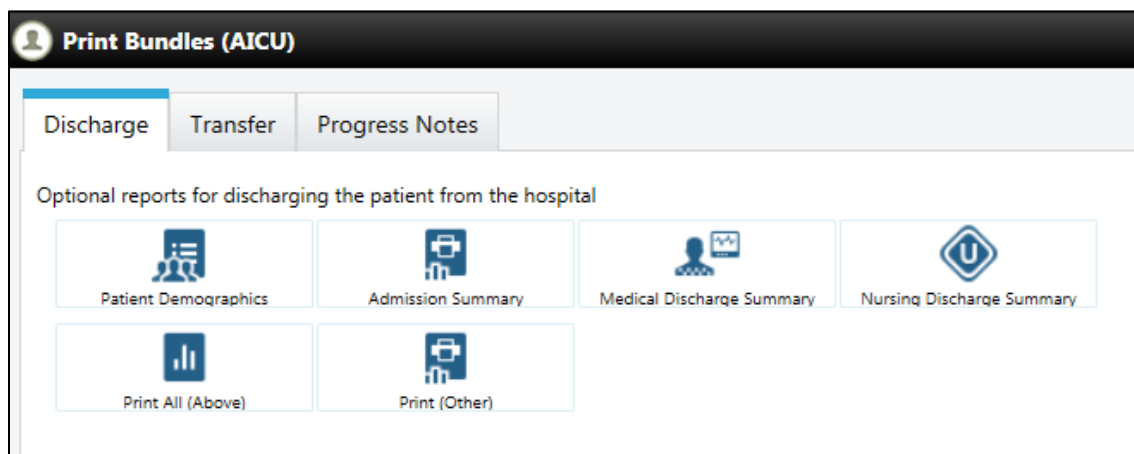 Print Bundles (AICU)
Discharge Transfer Progress Notes
Optional reports for discharging the patient from the hospital
Patient Demographics Admission Summary Medical Discharge Summary U Nursing Discharge Summary
Print All (Above) Print (Other)